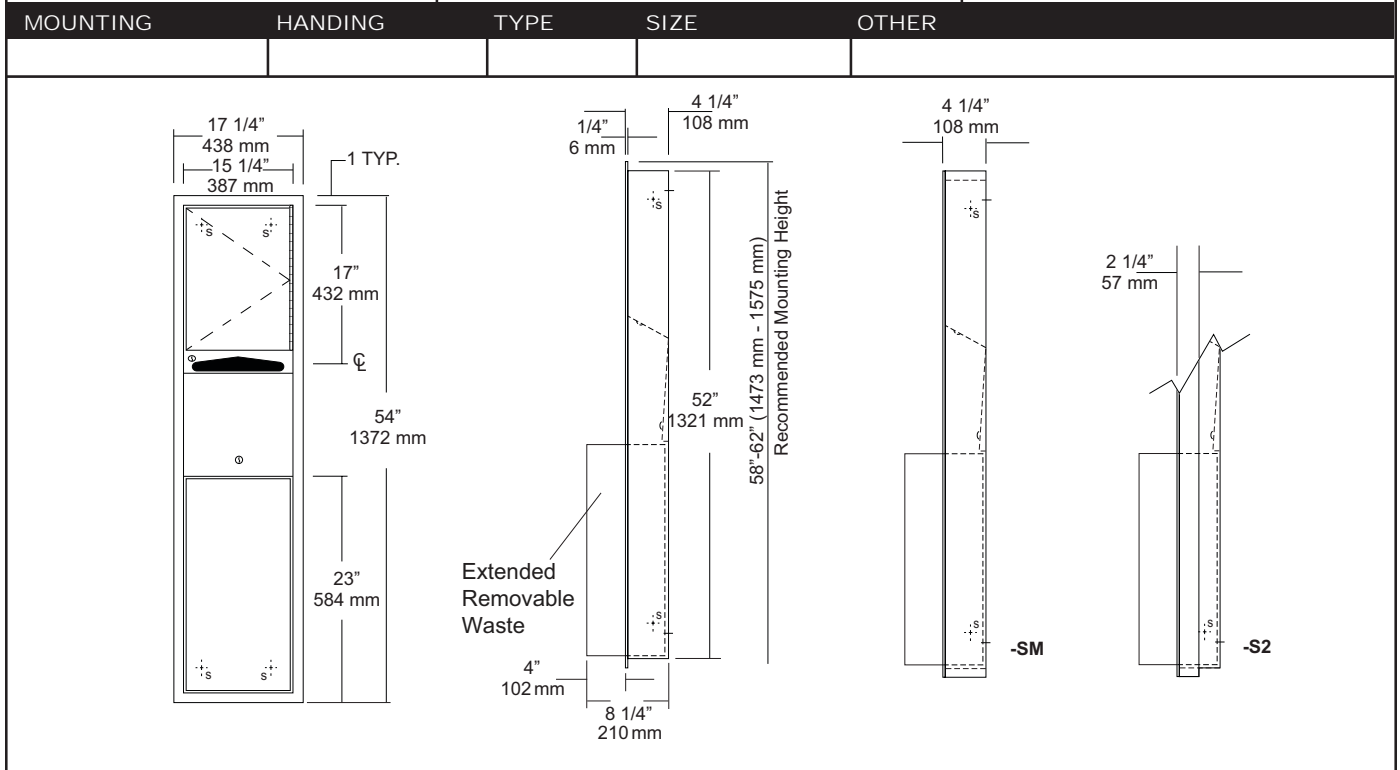 MOUNTING HANDING TYPE SIZE OTHER
17 1/4”
438 mm
15 1/4”
387 mm
1 TYP.
S S
17”
432 mm
℄
54”
1372 mm
23”
584 mm
S S
1/4”
6 mm
4 1/4”
108 mm
S
52”
1321 mm
58”-62” (1473 mm - 1575 mm)
Recommended Mounting Height
Extended
Removable
Waste
S
4”
102 mm
8 1/4”
210 mm
4 1/4”
108 mm
S
S
-SM
2 1/4”
57 mm
S
-S2